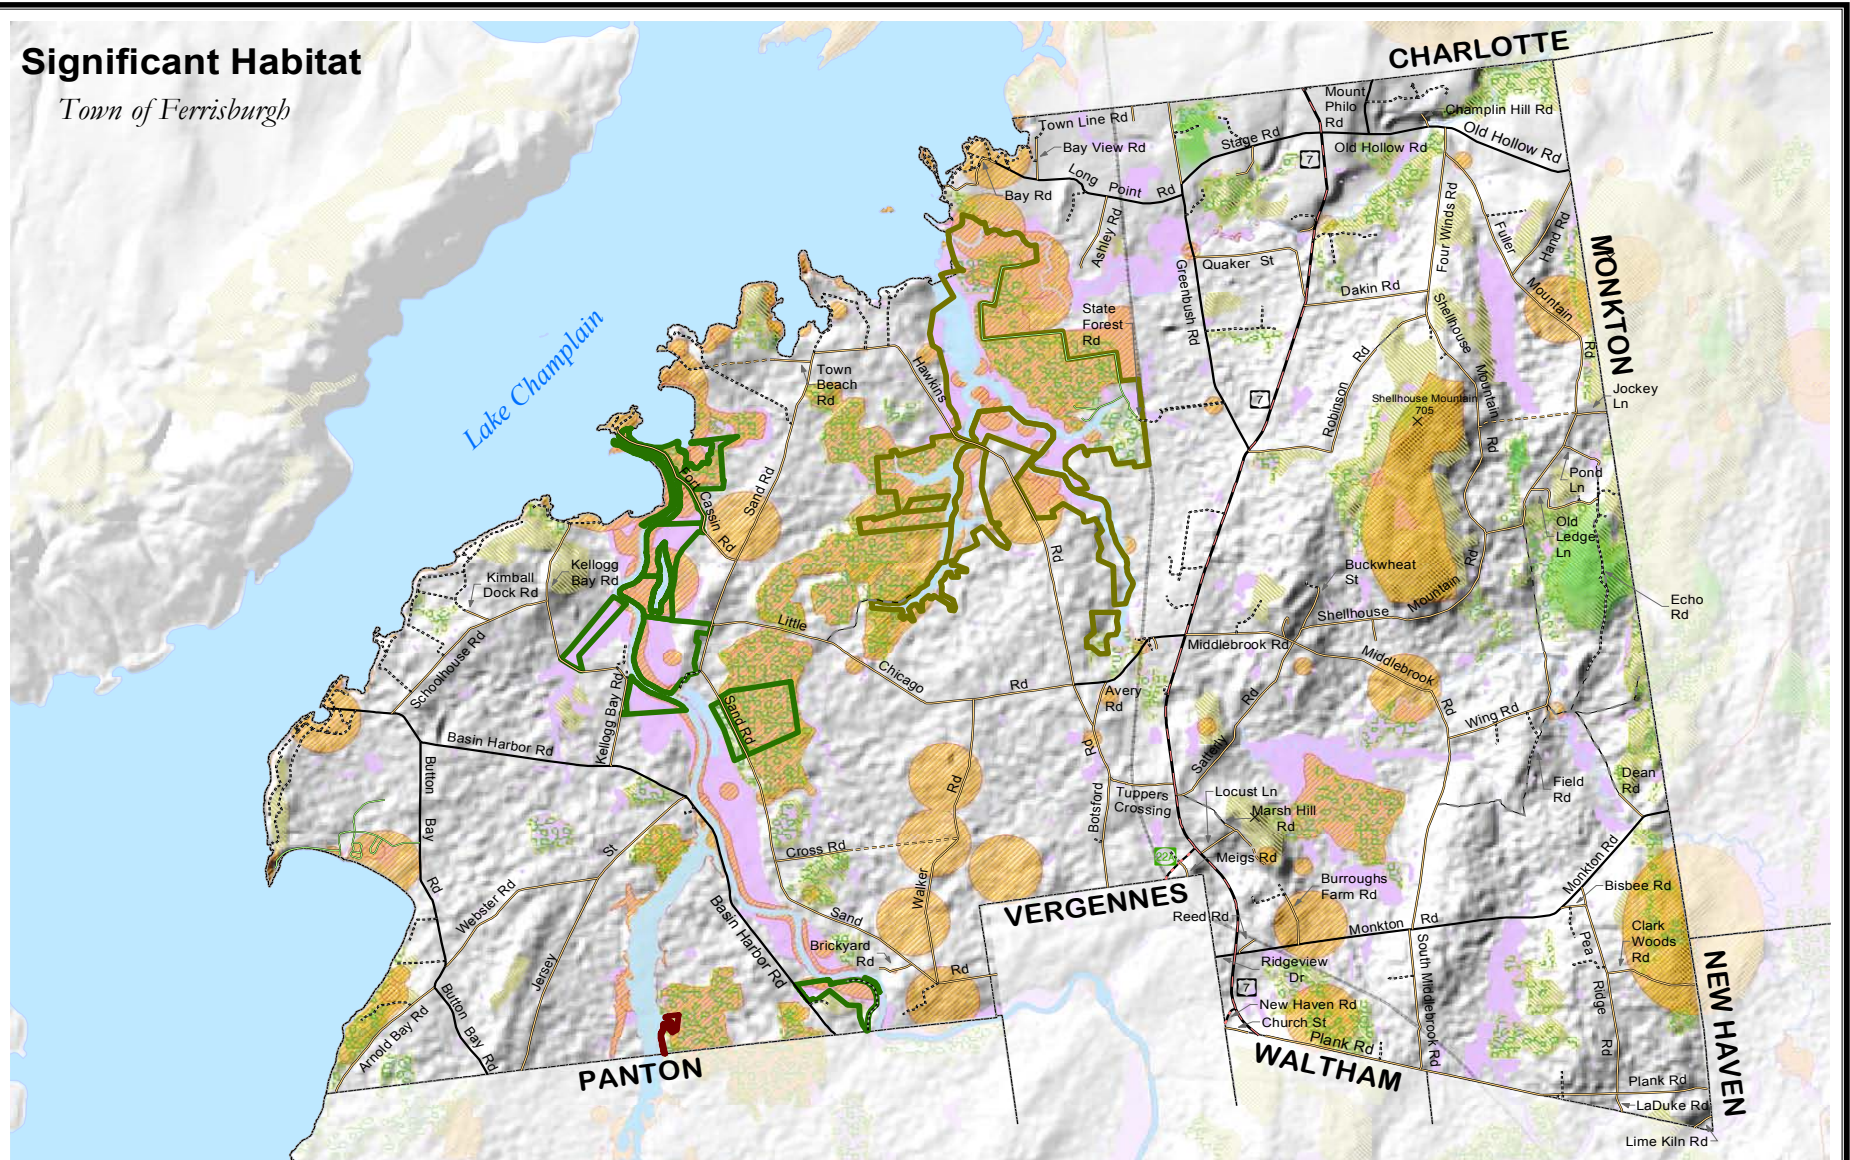 Significant Habitat
Town of Ferrisburgh
CHARLOTTE
Mount
Philo
Rd
Champlin Hill Rd
Town Line Rd
Stage Rd
Old Hollow Rd
Old Hollow Rd
Bay View Rd
7
Long Point Rd
Bay Rd
Ashley Rd
Four Winds Rd
Fuller
Hand Rd
MONKTON
Quaker St
Greenbush Rd
Dakin Rd
Mountain
Rd
Shellhouse
Mountain
Rd
State
Forest
Rd
Lake Champlain
Hawkins
Rd
Town
Beach
Rd
Robinson
Rd
Shellhouse Mountain
705
7
Jockey
Ln
Pond
Ln
Fort Cassin Rd
Sand Rd
Old
Ledge
Ln
Kellogg
Bay Rd
Kimball
Dock Rd
Buckwheat
St
Shellhouse
Mountain
Rd
Echo
Rd
Little
Chicago
Rd
Middlebrook Rd
Middlebrook
Rd
Schoolhouse Rd
Kellogg Bay Rd
Sand Rd
Avery
Rd
Wing Rd
Basin Harbor Rd
Sattely
Rd
Rd
Botsford
Button
Bay
Rd
Tuppers
Crossing
Locust Ln
Field
Rd
Dean
Rd
Marsh Hill
Rd
Rd
Walker
Cross Rd
22A
Meigs Rd
St
Jersey
Webster Rd
Burroughs
Farm Rd
Monkton Rd
Bisbee Rd
VERGENNES
Reed Rd
Basin Harbor Rd
Sand
Rd
Monkton Rd
Clark
Woods
Rd
Brickyard
Rd
Pea
Ridge
Rd
Ridgeview
Dr
7
South Middlebrook Rd
NEW HAVEN
New Haven Rd
Church St
Plank Rd
Button Bay Rd
Arnold Bay Rd
PANTON
WALTHAM
Plank Rd
LaDuke Rd
Lime Kiln Rd